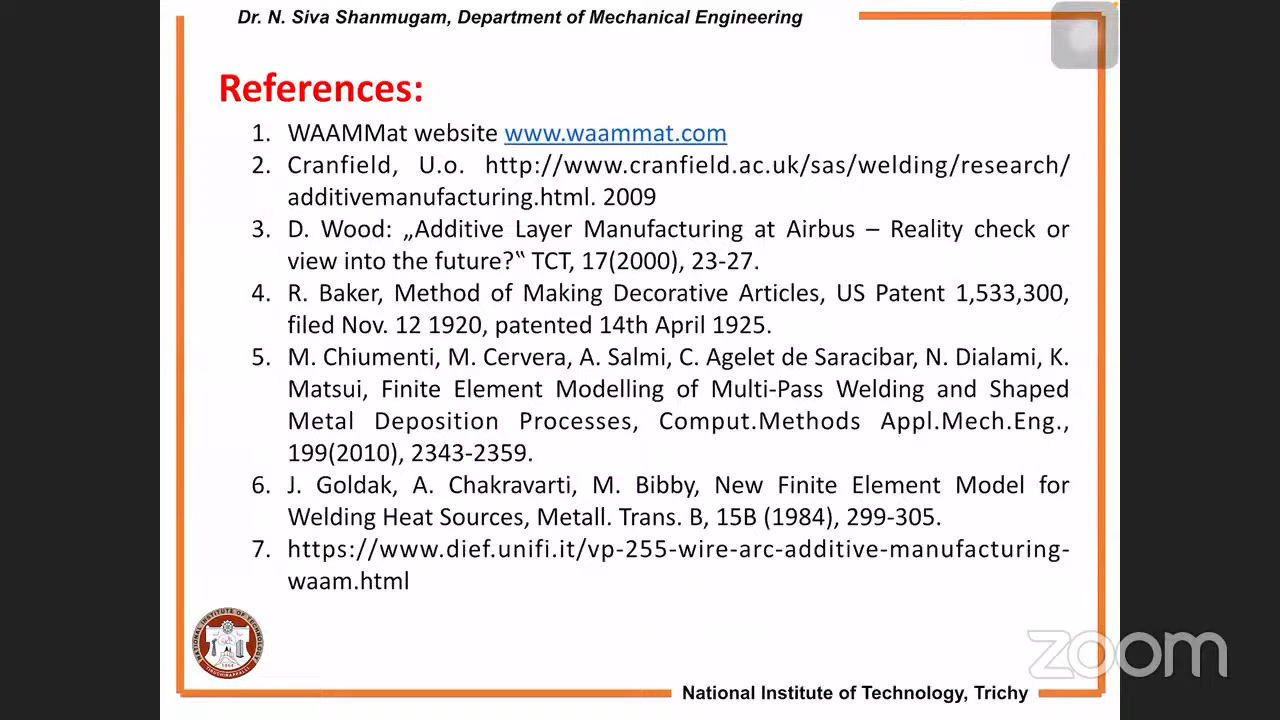 Dr. N. Siva Shanmugam, Department of Mechanical Engineering
References:
1. WAAMMat website www.waammat.com
2. Cranfield, U.o. http://www.cranfield.ac.uk/sas/welding/research/
additivemanufacturing.html. 2009
3. D. Wood: „Additive Layer Manufacturing at Airbus – Reality check or
view into the future?‟ TCT, 17(2000), 23-27.
4. R. Baker, Method of Making Decorative Articles, US Patent 1,533,300,
filed Nov. 12 1920, patented 14th April 1925.
5. M. Chiumenti, M. Cervera, A. Salmi, C. Agelet de Saracibar, N. Dialami, K.
Matsui, Finite Element Modelling of Multi-Pass Welding and Shaped
Metal Deposition Processes, Comput.Methods Appl.Mech.Eng.,
199(2010), 2343-2359.
6. J. Goldak, A. Chakravarti, M. Bibby, New Finite Element Model for
Welding Heat Sources, Metall. Trans. B, 15B (1984), 299-305.
7. https://www.dief.unifi.it/vp-255-wire-arc-additive-manufacturing-
waam.html
NATIONAL INSTITUTE OF TECHNOLOGY
1964
TIRUCHIRAPPALLI
zoom
National Institute of Technology, Trichy